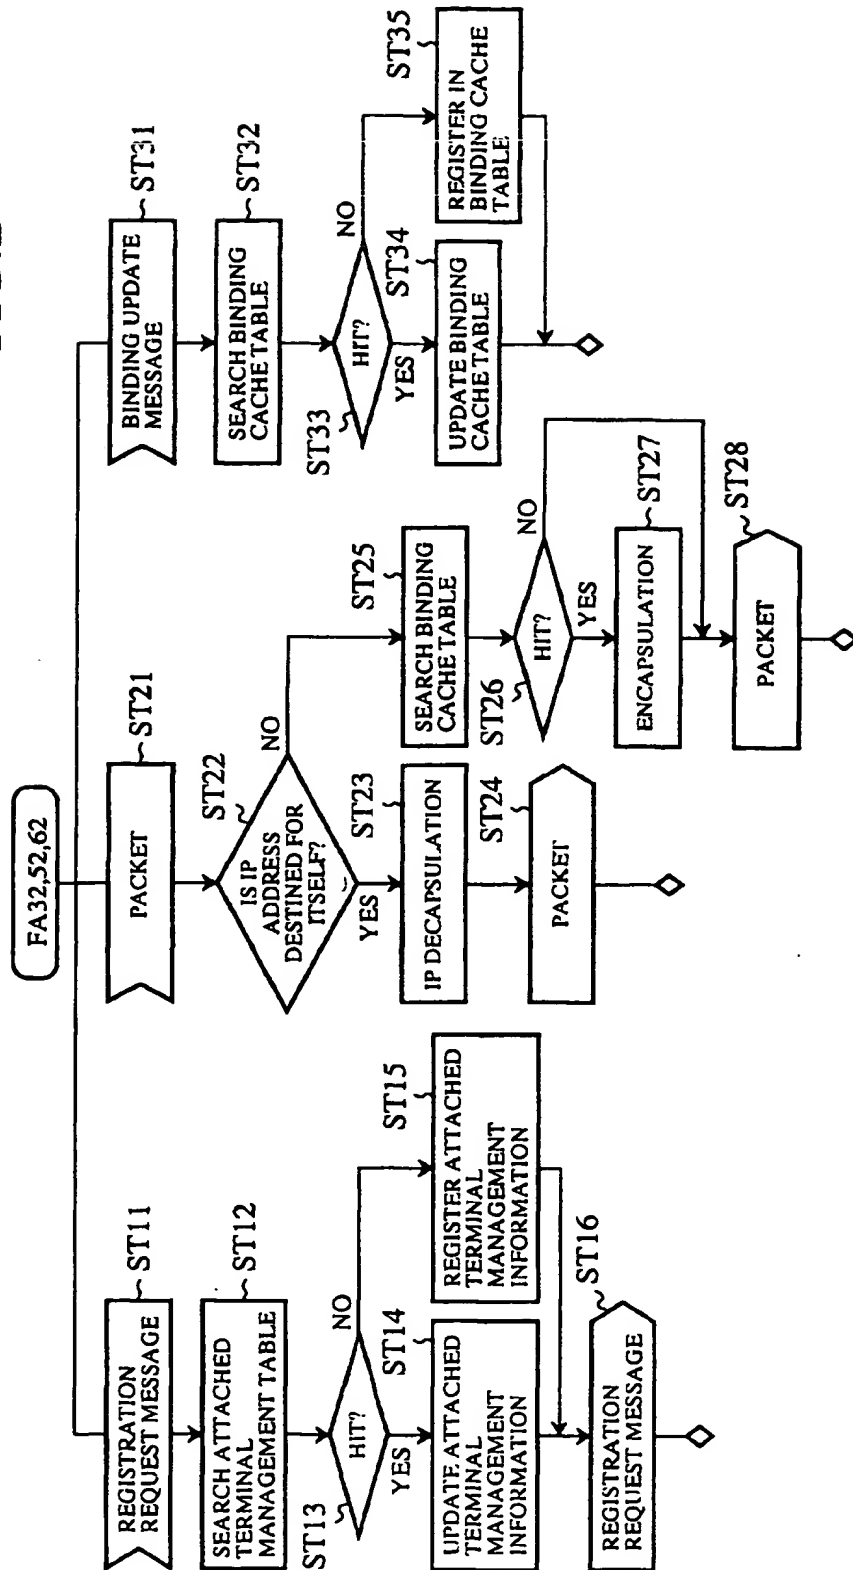 FA32,52,62
REGISTRATION
REQUEST MESSAGE
ST11
SEARCH ATTACHED
TERMINAL
MANAGEMENT TABLE
ST12
HIT?
ST13
NO
YES
ST14
UPDATE ATTACHED
TERMINAL
MANAGEMENT
INFORMATION
ST15
REGISTER ATTACHED
TERMINAL
MANAGEMENT
INFORMATION
ST16
REGISTRATION
REQUEST MESSAGE
PACKET
ST21
ST22
IS IP
ADDRESS
DESTINED FOR
ITSELF?
NO
YES
ST23
IP DECAPSULATION
ST24
PACKET
ST25
SEARCH BINDING
CACHE TABLE
ST26
HIT?
NO
YES
ST27
ENCAPSULATION
ST28
PACKET
BINDING UPDATE
MESSAGE
ST31
SEARCH BINDING
CACHE TABLE
ST32
HIT?
ST33
NO
YES
ST34
UPDATE BINDING
CACHE TABLE
ST35
REGISTER IN
BINDING CACHE
TABLE